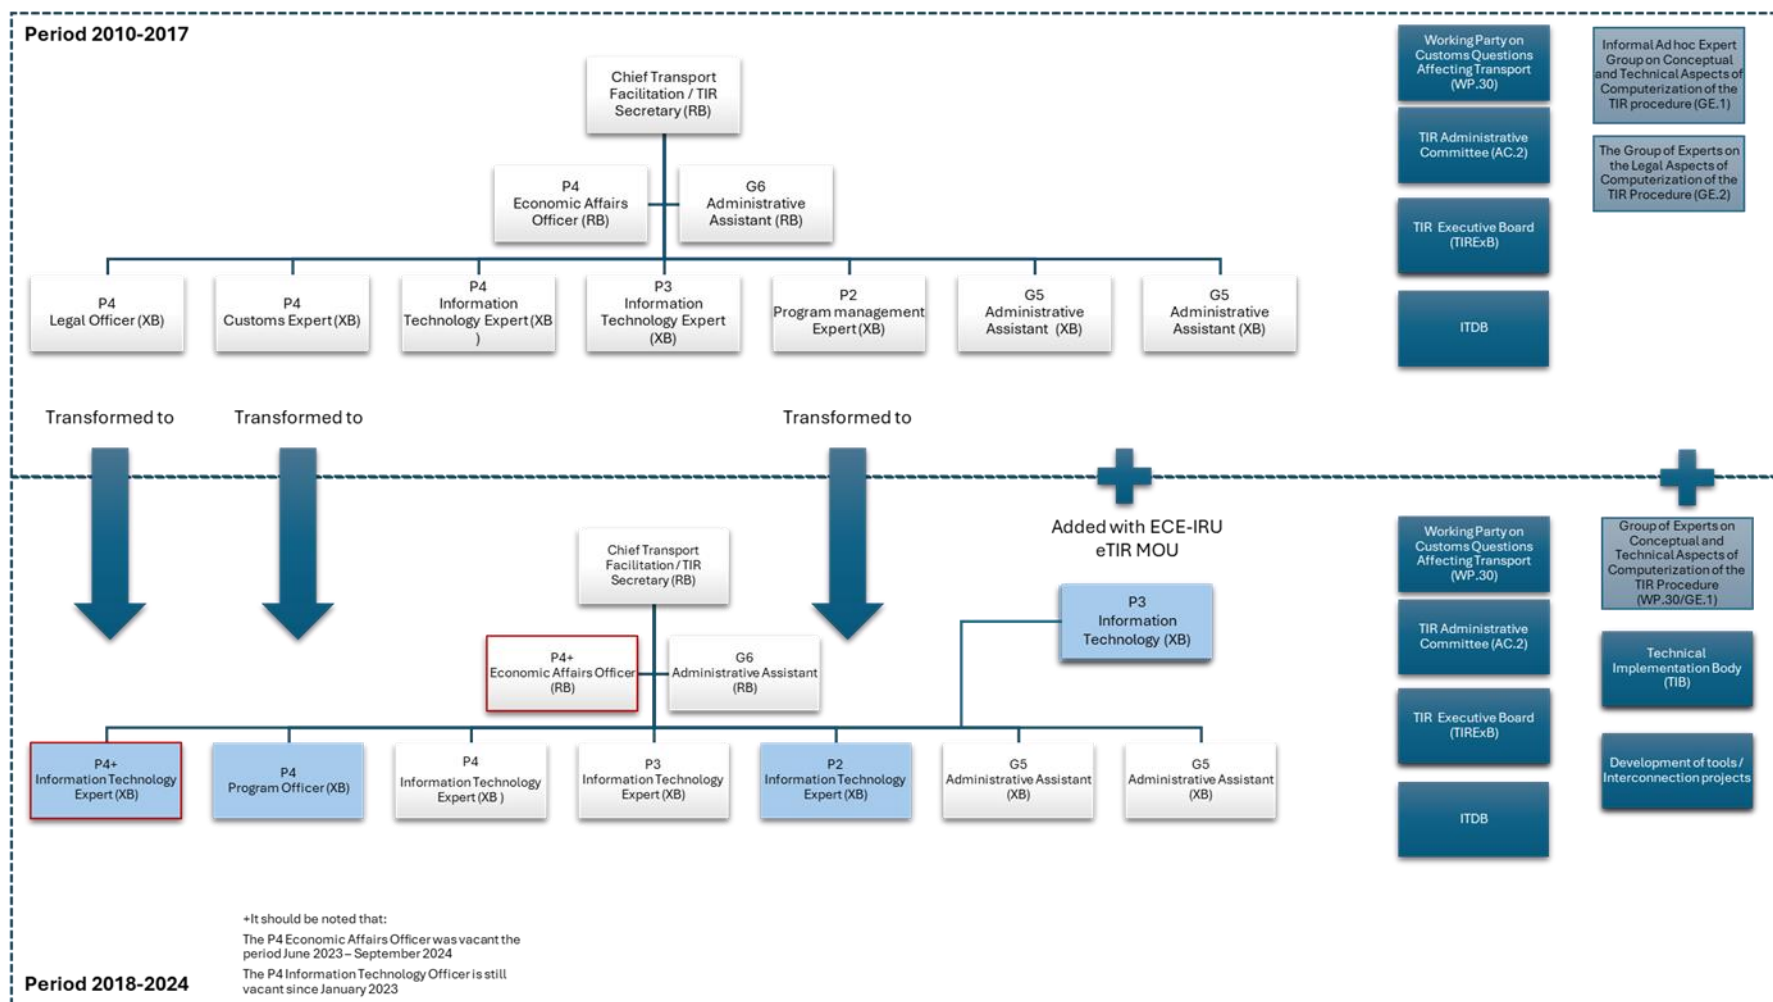 Period 2010-2017
Chief Transport
Facilitation / TIR
Secretary (RB)
P4
Economic Affairs
Officer (RB)
G6
Administrative
Assistant (RB)
P4
Legal Officer (XB)
P4
Customs Expert (XB)
P4
Information
Technology Expert (XB
)
P3
Information
Technology Expert
(XB)
P2
Program management
Expert (XB)
G5
Administrative
Assistant (XB)
G5
Administrative
Assistant (XB)
Working Party on
Customs Questions
Affecting Transport
(WP.30)
TIR Administrative
Committee (AC.2)
TIR Executive Board
(TIRExB)
ITDB
Informal Ad hoc Expert
Group on Conceptual
and Technical Aspects of
Computerization of the
TIR procedure (GE.1)
The Group of Experts on
the Legal Aspects of
Computerization of the
TIR Procedure (GE.2)
Transformed to
Transformed to
Transformed to
Added with ECE-IRU
eTIR MOU
Chief Transport
Facilitation / TIR
Secretary (RB)
P4+
Economic Affairs Officer
(RB)
G6
Administrative Assistant
(RB)
P3
Information
Technology (XB)
P4+
Information Technology
Expert (XB)
P4
Program Officer (XB)
P4
Information Technology
Expert (XB )
P3
Information Technology
Expert (XB)
P2
Information Technology
Expert (XB)
G5
Administrative Assistant
(XB)
G5
Administrative Assistant
(XB)
Working Party on
Customs Questions
Affecting Transport
(WP.30)
TIR Administrative
Committee (AC.2)
TIR Executive Board
(TIRExB)
ITDB
Group of Experts on
Conceptual and
Technical Aspects of
Computerization of the
TIR Procedure
(WP.30/GE.1)
Technical
Implementation Body
(TIB)
Development of tools /
Interconnection projects
+It should be noted that:
The P4 Economic Affairs Officer was vacant the
period June 2023 – September 2024
The P4 Information Technology Officer is still
vacant since January 2023
Period 2018-2024